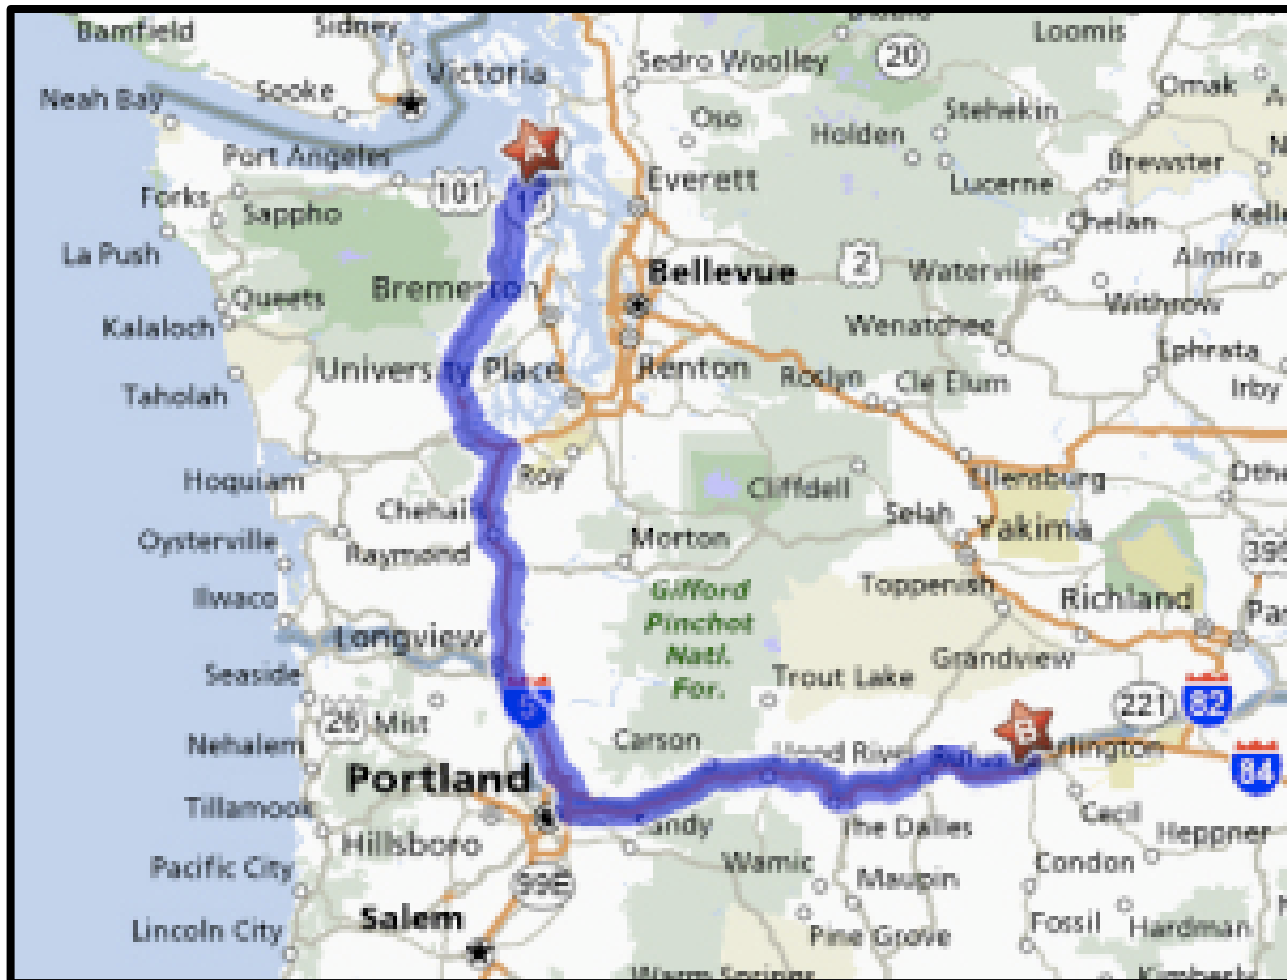 Bamfield
Sidney
Loomis
Victoria
Sedro Woolley
20
Neah Bay
Sooke
Omak
Oso
Stehekin
Holden
Port Angeles
A
Brewster
Forks
101
Everett
Lucerne
Sappho
Chelan
La Push
Bellevue
2
Waterville
Almira
Queets
Withrow
Kalaloch
Wenatchee
University Place
Renton
Roslyn
Cle Elum
Ephrata
Irby
Taholah
Hoquiam
Roy
Cliffdell
Ellensburg
Selah
Yakima
Oysterville
Raymond
Morton
Toppenish
Ilwaco
Gifford
Pinchot
Natl.
For.
Richland
Longview
Grandview
Seaside
Trout Lake
5
26
Mist
B
221
82
Nehalem
Carson
84
Portland
Tillamook
Cecil
Hillsboro
The Dalles
Heppner
Pacific City
99E
Wamic
Maupin
Condon
Salem
Lincoln City
Pine Grove
Fossil
Hardman
Warm Springs
Kimberly